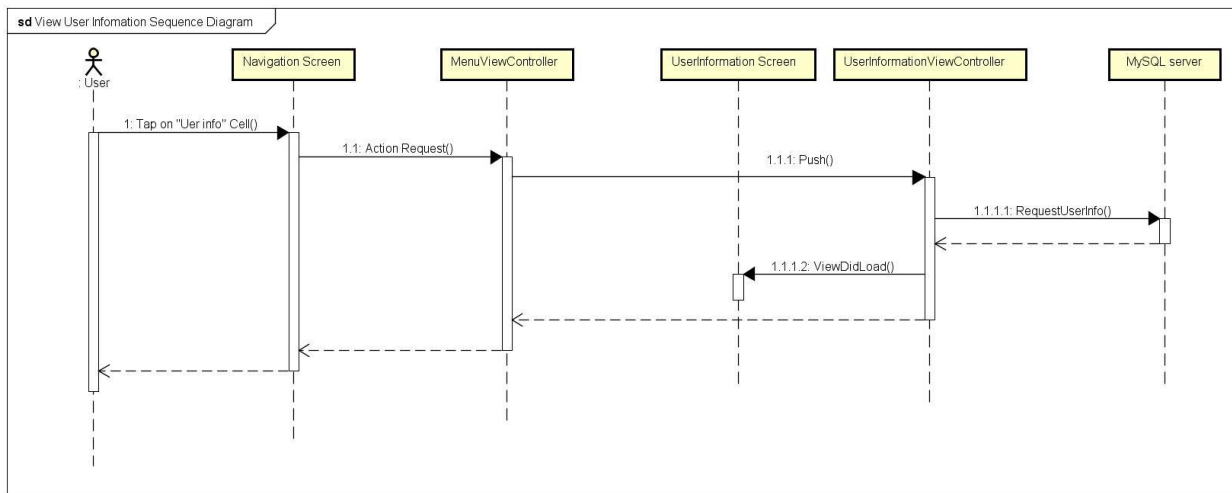 sd View User Infomation Sequence Diagram
: User
Navigation Screen
MenuViewController
UserInformation Screen
UserInformationViewController
MySQL server
1: Tap on "Uer info" Cell()
1.1: Action Request()
1.1.1: Push()
1.1.1.1: RequestUserInfo()
1.1.1.2: ViewDidLoad()